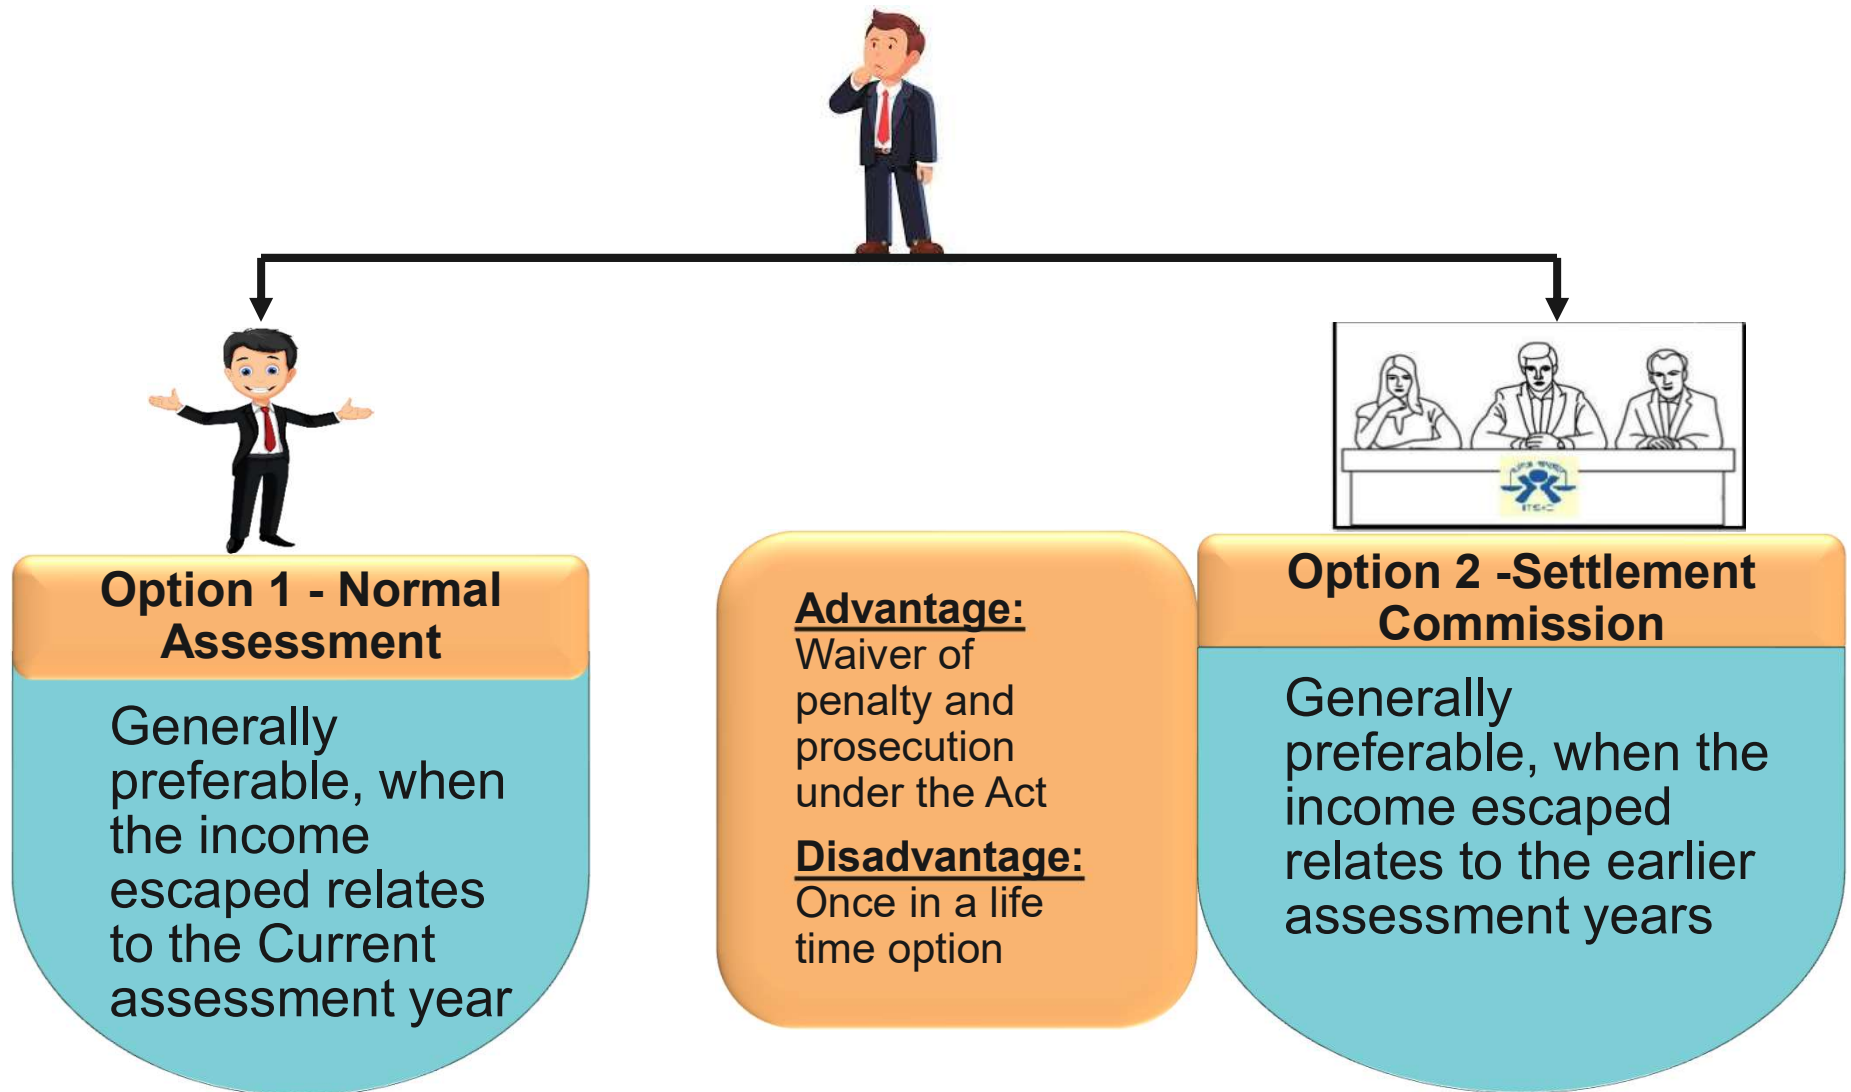 Option 1 - Normal
Assessment
Generally
preferable, when
the income
escaped relates
to the Current
assessment year
Advantage:
Waiver of
penalty and
prosecution
under the Act
Disadvantage:
Once in a life
time option
Option 2 -Settlement
Commission
Generally
preferable, when the
income escaped
relates to the earlier
assessment years